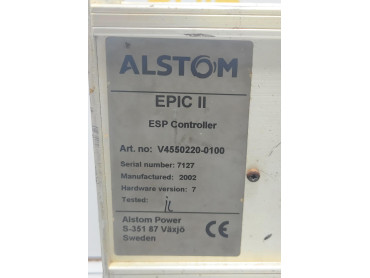 ALSTOM
EPIC II
ESP Controller
Art. no: V4550220-0100
Serial number: 7127
Manufactured: 2002
Hardware version: 7
Tested:
Alstom Power
S-351 87 Växjö
Sweden
CE